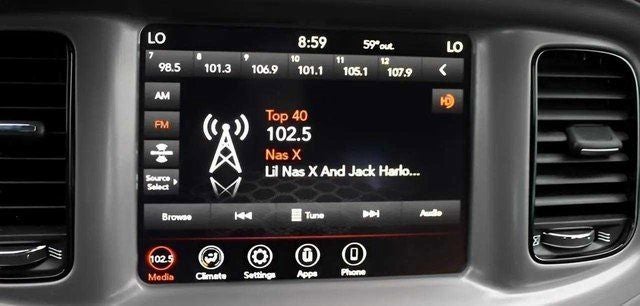 LO 8:59 59°out. LO
7 98.5 8 101.3 9 106.9 10 101.1 11 105.1 12 107.9
AM
HD
Top 40
FM
102.5
Nas X
Lil Nas X And Jack Harlo...
Source
Select
Browse Tune Audio
102.5
Media Climate Settings Apps Phone